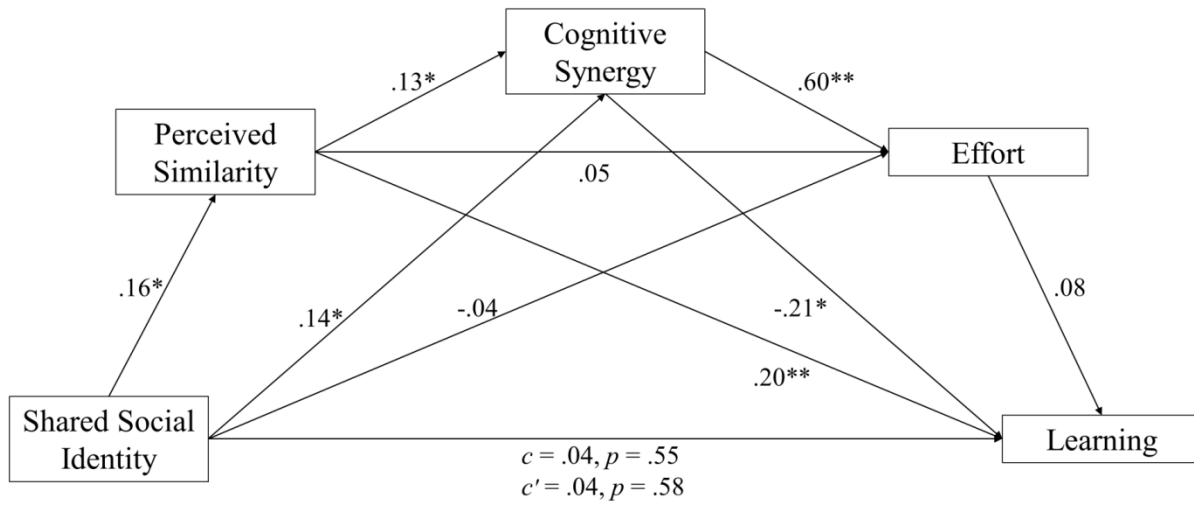 Cognitive
Synergy
.13*
.60**
Perceived
Similarity
Effort
.05
.16*
.14*
-.04
-.21*
.08
.20**
Shared Social
Identity
Learning
c = .04, p = .55
c' = .04, p = .58